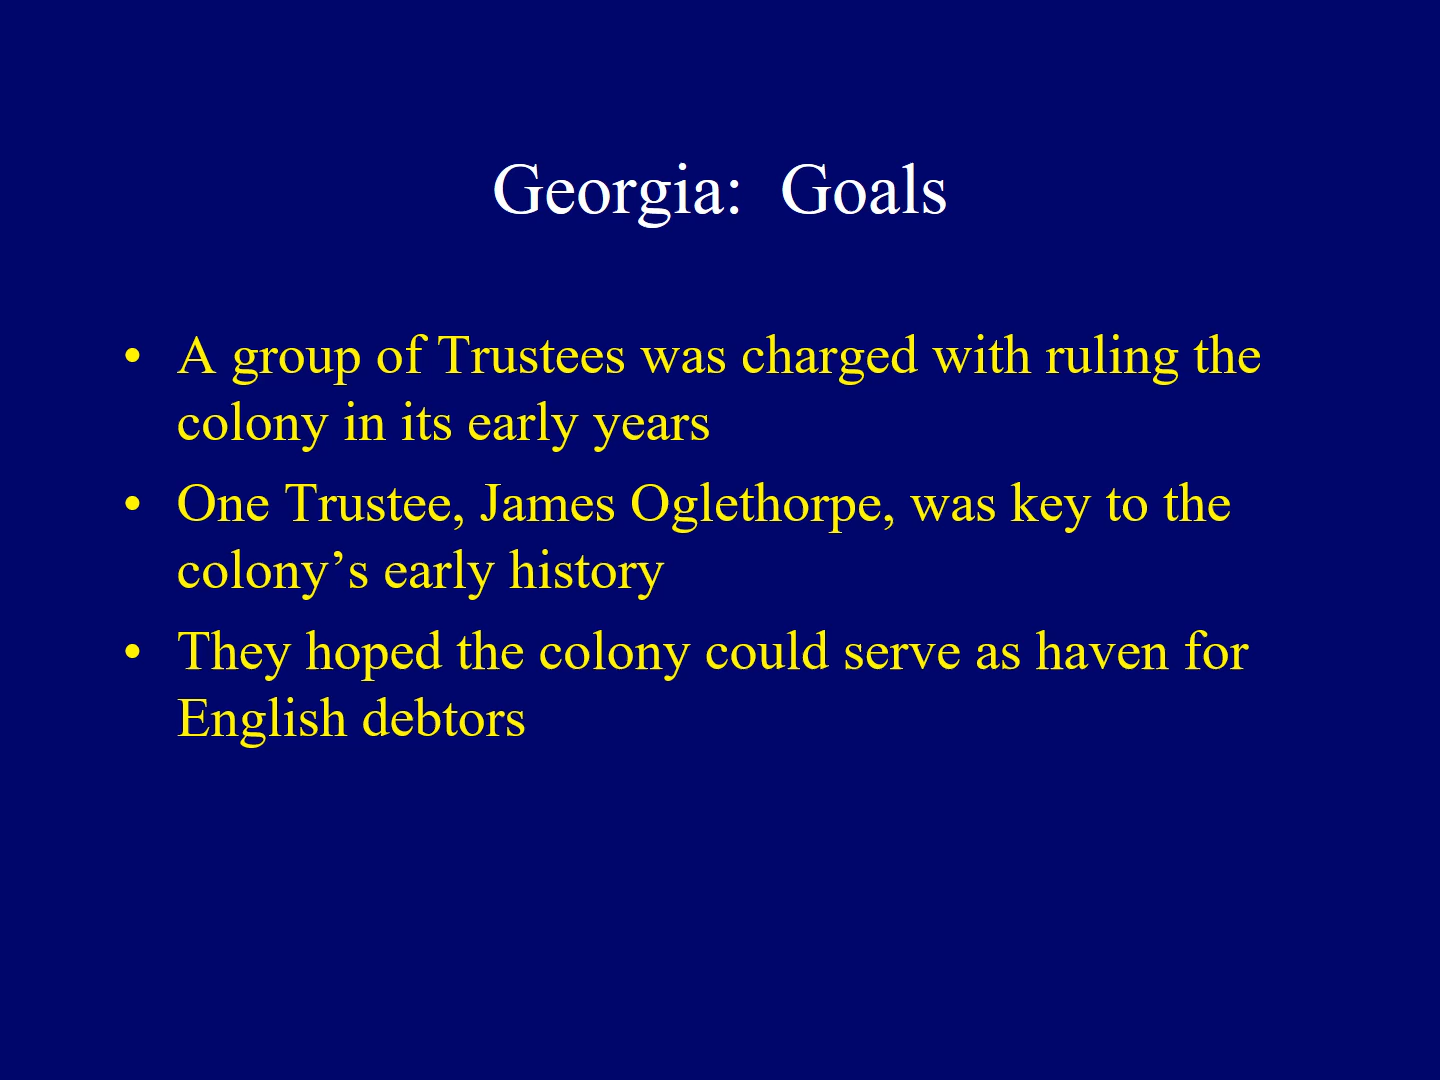 Georgia:  Goals
• A group of Trustees was charged with ruling the
colony in its early years
• One Trustee, James Oglethorpe, was key to the
colony’s early history
• They hoped the colony could serve as haven for
English debtors